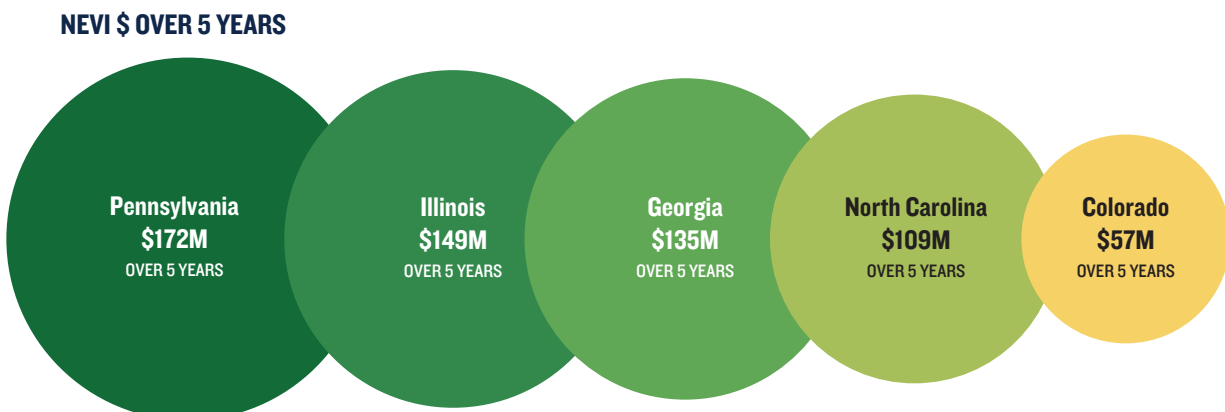 NEVI $ OVER 5 YEARS
Pennsylvania
$172M
OVER 5 YEARS
Illinois
$149M
OVER 5 YEARS
Georgia
$135M
OVER 5 YEARS
North Carolina
$109M
OVER 5 YEARS
Colorado
$57M
OVER 5 YEARS